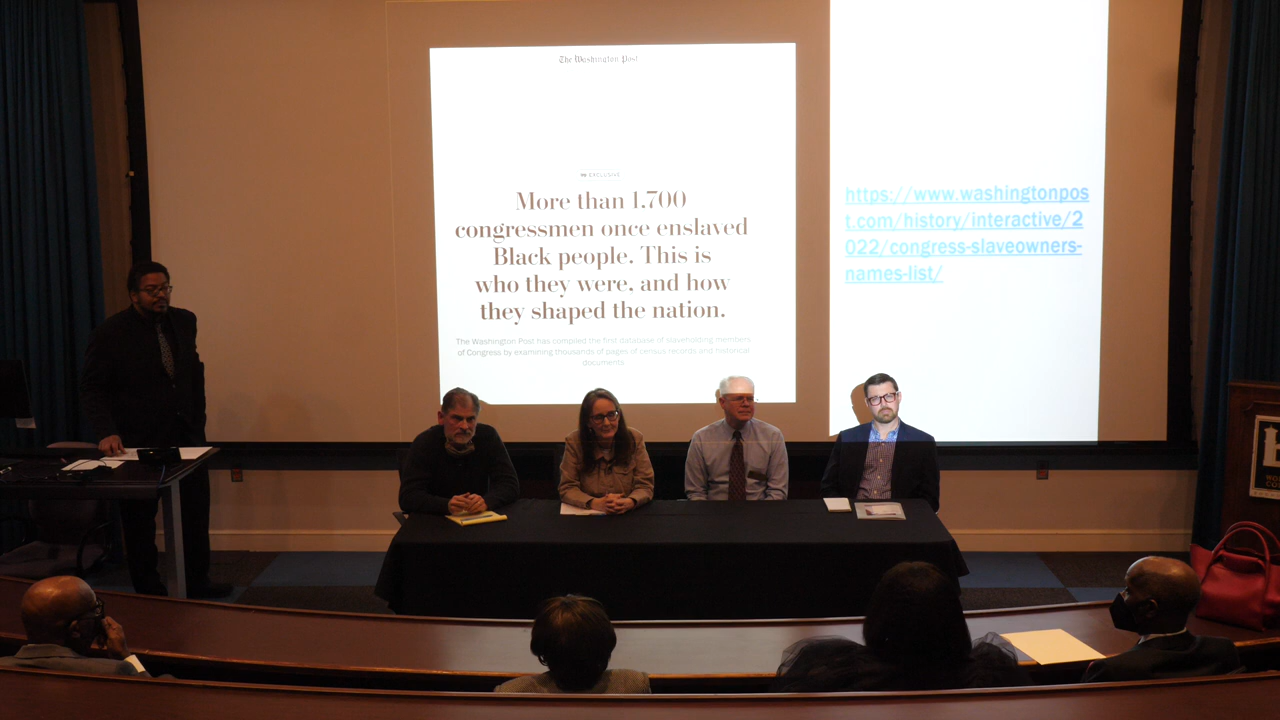 The Washington Post
EXCLUSIVE
More than 1,700
congressmen once enslaved
Black people. This is
who they were, and how
they shaped the nation.
The Washington Post has compiled the first database of slaveholding members
of Congress by examining thousands of pages of census records and historical
documents
https://www.washingtonpos
t.com/history/interactive/2
022/congress-slaveowners-
names-list/